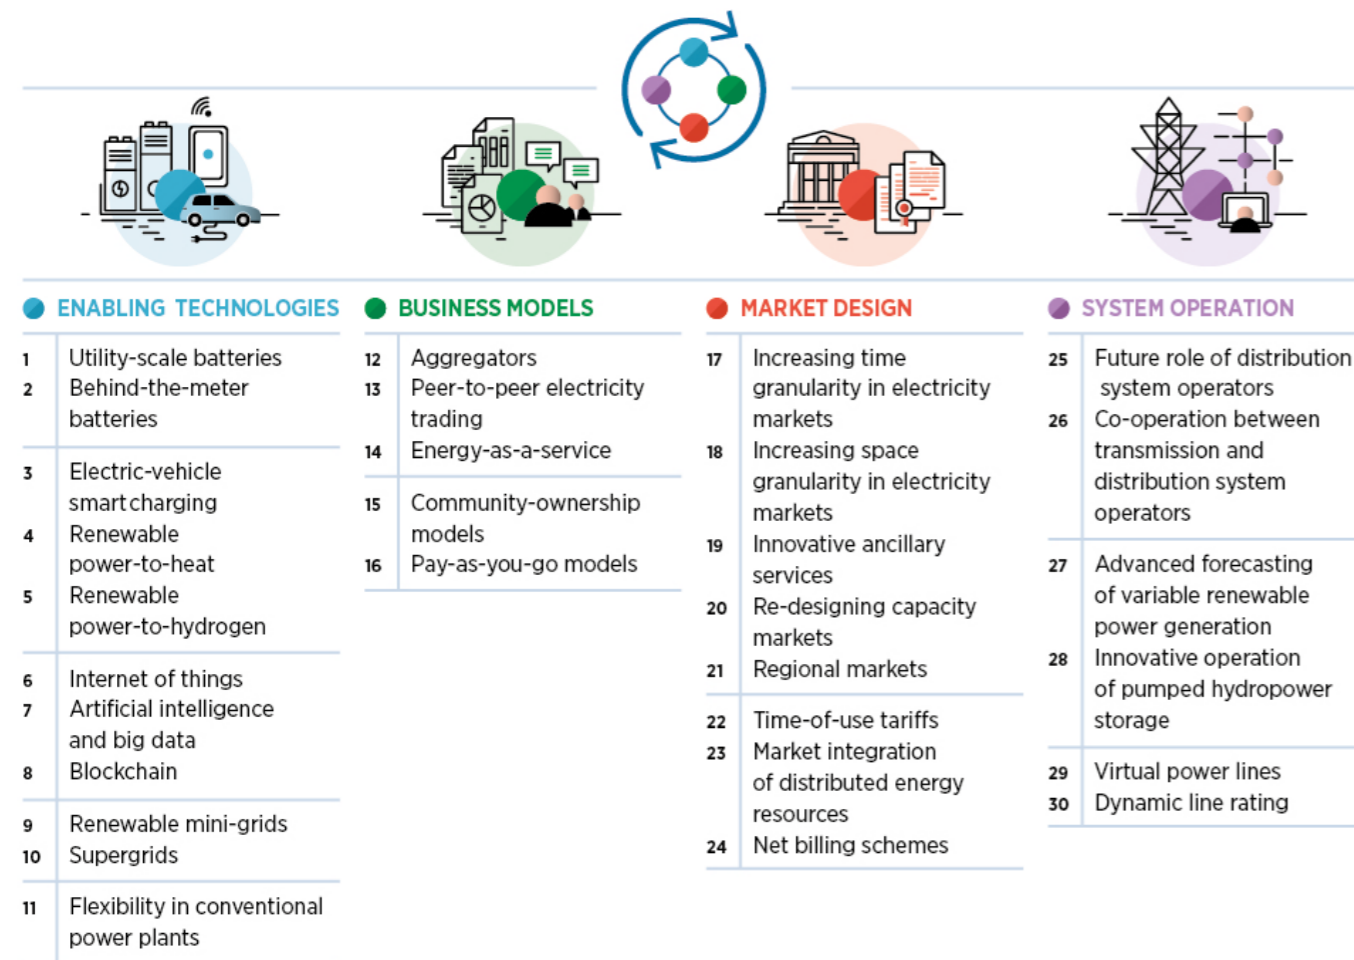 ENABLING TECHNOLOGIES
1 Utility-scale batteries
2 Behind-the-meter
batteries
3 Electric-vehicle
smart charging
4 Renewable
power-to-heat
5 Renewable
power-to-hydrogen
6 Internet of things
7 Artificial intelligence
and big data
8 Blockchain
9 Renewable mini-grids
10 Supergrids
11 Flexibility in conventional
power plants
BUSINESS MODELS
12 Aggregators
13 Peer-to-peer electricity
trading
14 Energy-as-a-service
15 Community-ownership
models
16 Pay-as-you-go models
MARKET DESIGN
17 Increasing time
granularity in electricity
markets
18 Increasing space
granularity in electricity
markets
19 Innovative ancillary
services
20 Re-designing capacity
markets
21 Regional markets
22 Time-of-use tariffs
23 Market integration
of distributed energy
resources
24 Net billing schemes
SYSTEM OPERATION
25 Future role of distribution
system operators
26 Co-operation between
transmission and
distribution system
operators
27 Advanced forecasting
of variable renewable
power generation
28 Innovative operation
of pumped hydropower
storage
29 Virtual power lines
30 Dynamic line rating